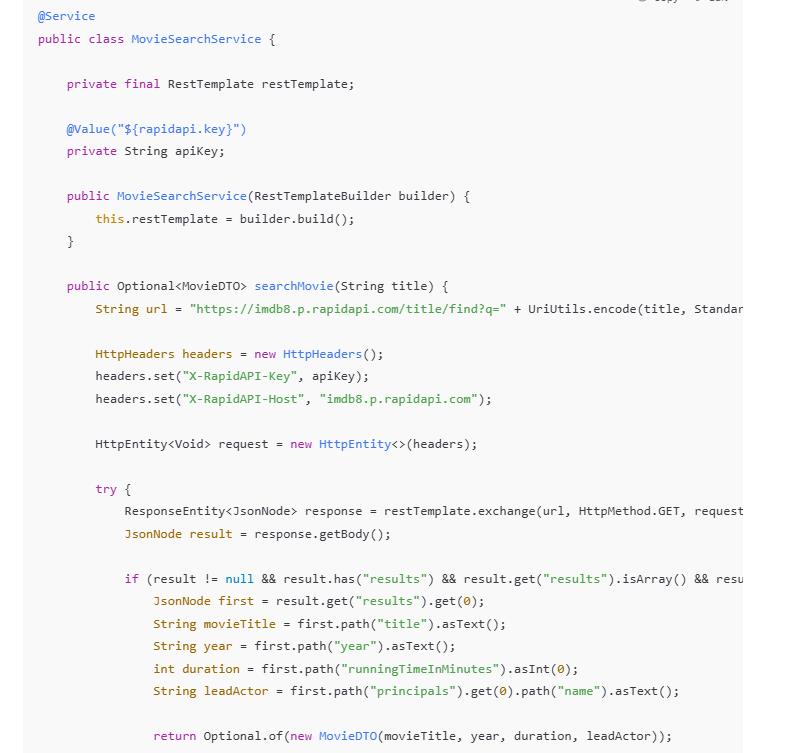 @Service
public class MovieSearchService {
private final RestTemplate restTemplate;
@Value("${rapidapi.key}")
private String apiKey;
public MovieSearchService(RestTemplateBuilder builder) {
this.restTemplate = builder.build();
}
public Optional<MovieDTO> searchMovie(String title) {
String url = "https://imdb8.p.rapidapi.com/title/find?q=" + UriUtils.encode(title, Standar
HttpHeaders headers = new HttpHeaders();
headers.set("X-RapidAPI-Key", apiKey);
headers.set("X-RapidAPI-Host", "imdb8.p.rapidapi.com");
HttpEntity<Void> request = new HttpEntity<>(headers);
try {
ResponseEntity<JsonNode> response = restTemplate.exchange(url, HttpMethod.GET, request
JsonNode result = response.getBody();
if (result != null && result.has("results") && result.get("results").isArray() && resu
JsonNode first = result.get("results").get(0);
String movieTitle = first.path("title").asText();
String year = first.path("year").asText();
int duration = first.path("runningTimeInMinutes").asInt(0);
String leadActor = first.path("principals").get(0).path("name").asText();
return Optional.of(new MovieDTO(movieTitle, year, duration, leadActor));